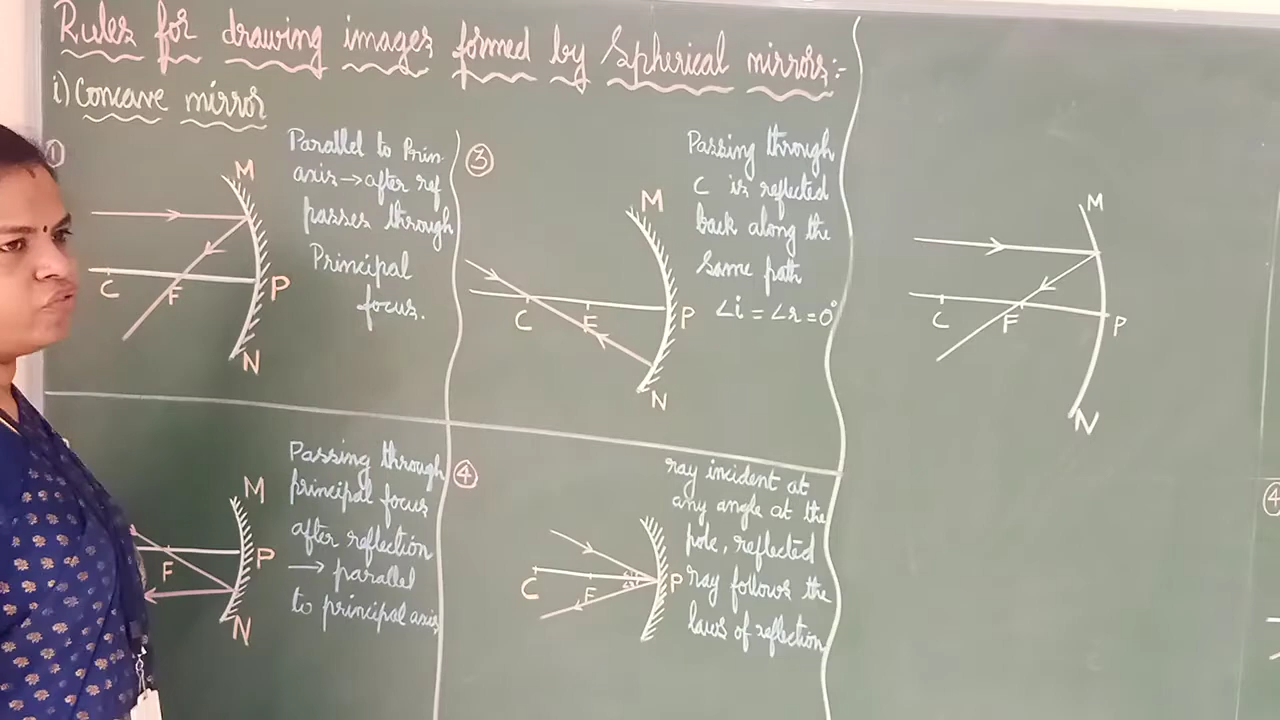 Rules for drawing images formed by Spherical mirrors:-
i) Concave mirror
①
M
C
F
P
N
Parallel to Prin.
axis → after ref
passes through
Principal
focus.
③
M
C
F
P
N
Passing through
C is reflected
back along the
same path
∠i = ∠r = 0°
M
C
F
P
N
M
F
P
N
Passing through
principal focus
after reflection
→ parallel
to principal axis
④
C
F
P
ray incident at
any angle at the
pole, reflected
ray follows the
laws of reflection
④